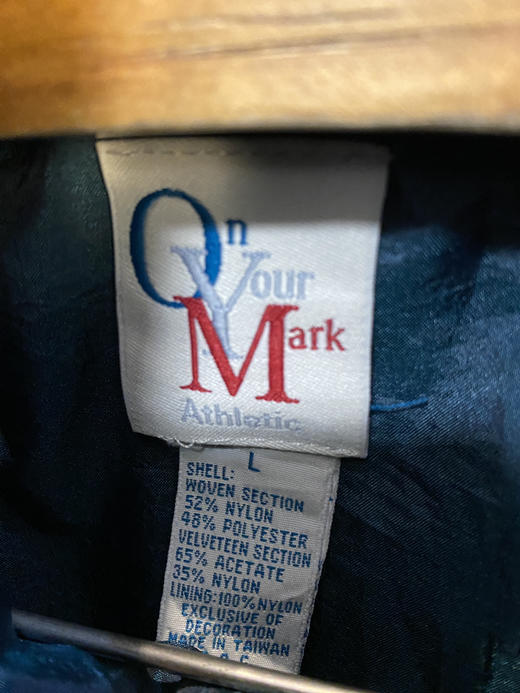 On
Your
Mark
Athletic
L
SHELL:
WOVEN SECTION
52% NYLON
48% POLYESTER
VELVETEEN SECTION
65% ACETATE
35% NYLON
LINING:100%NYLON
EXCLUSIVE OF
DECORATION
MADE IN TAIWAN